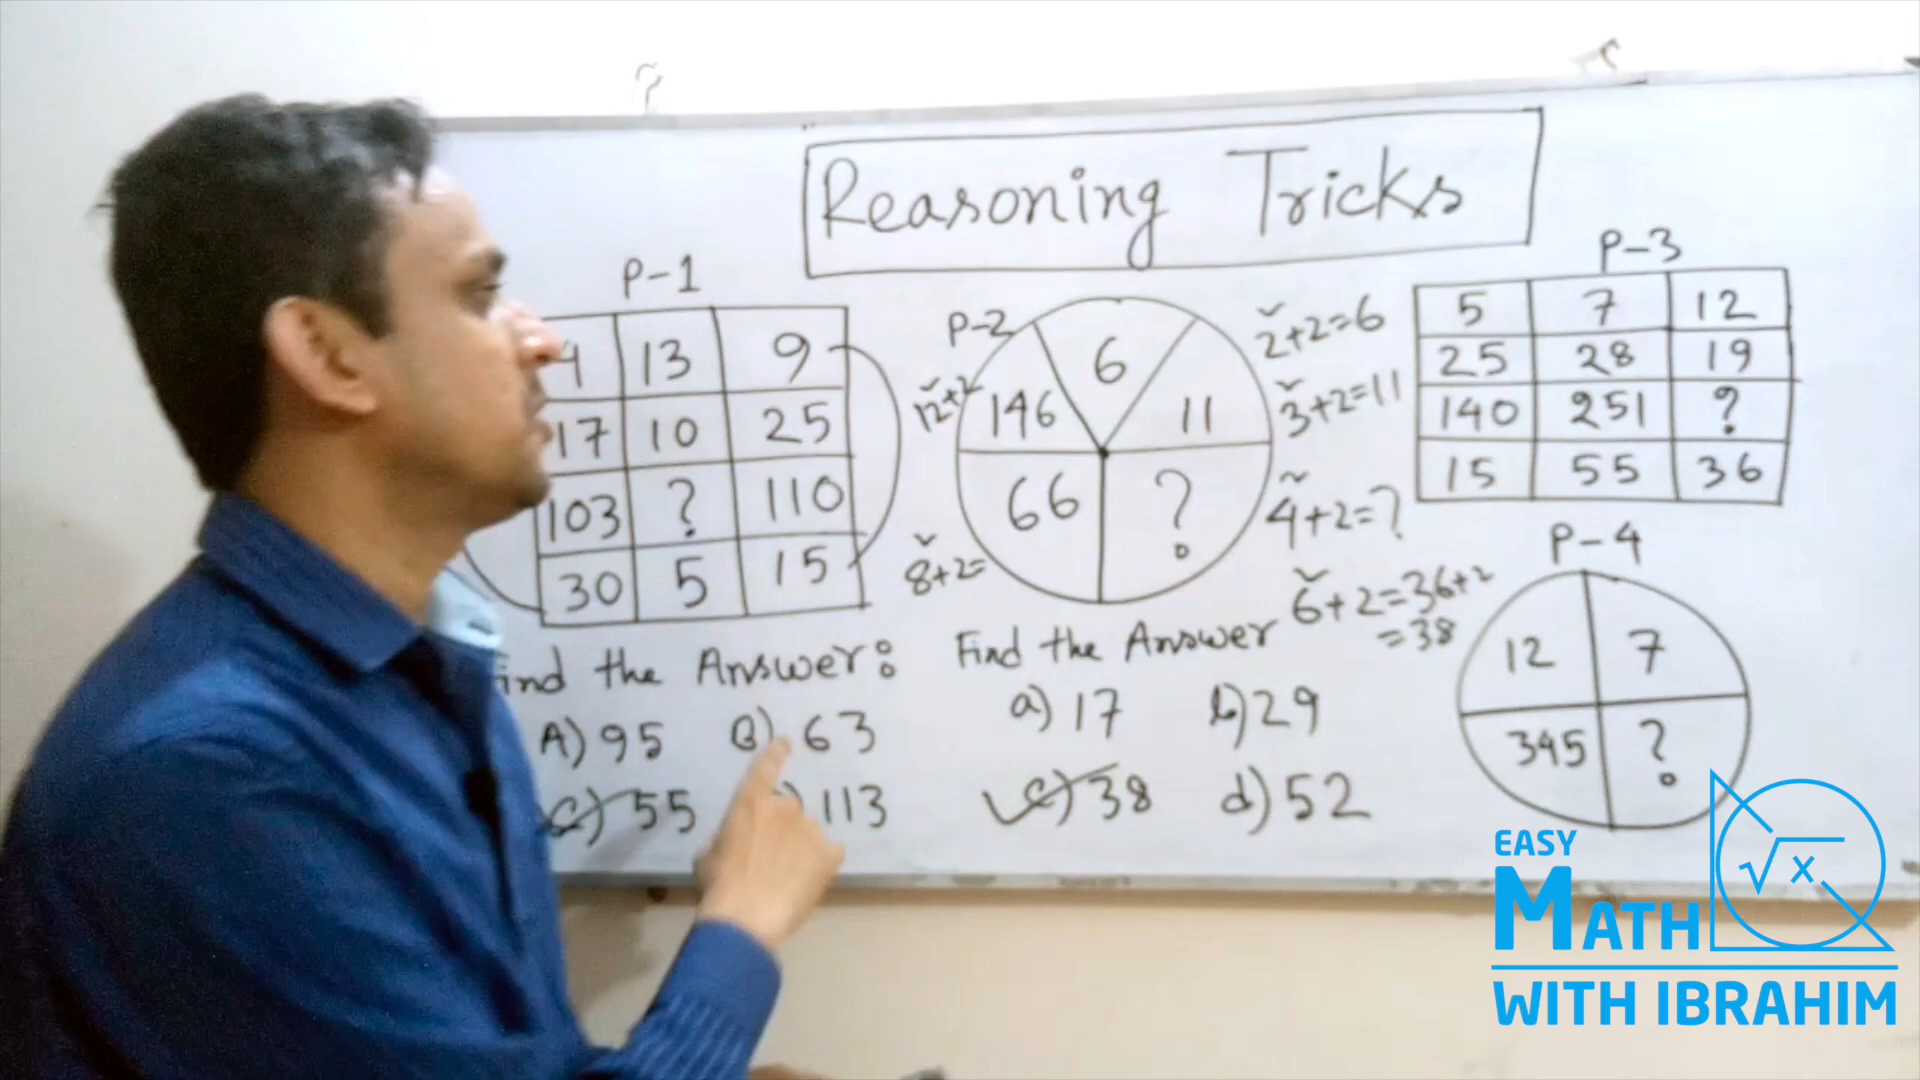 Reasoning Tricks
P-1
4 13 9
17 10 25
103 ? 110
30 5 15
Find the Answer:
A) 95 B) 63
c) 55 ) 113
P-2
6
146 11
66 ?
12+2
8+2=
2+2=6
3+2=11
4+2=?
6+2=36+2
=38
Find the Answer
a) 17 b) 29
c) 38 d) 52
P-3
5 7 12
25 28 19
140 251 ?
15 55 36
P-4
12 7
345 ?
EASY
MATH
√x
WITH IBRAHIM